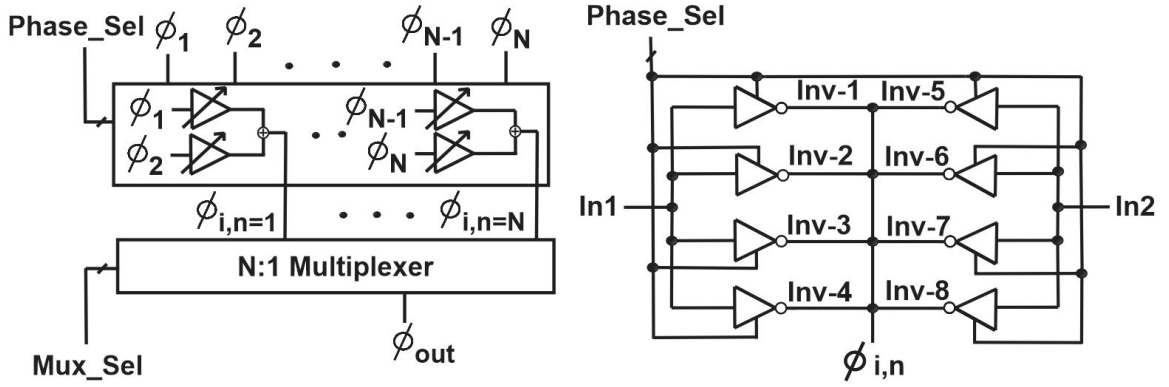 Phase_Sel
ϕ1
ϕ2
ϕN-1
ϕN
ϕ1
ϕ2
ϕN-1
ϕN
ϕi,n=1
ϕi,n=N
N:1 Multiplexer
Mux_Sel
ϕout
Phase_Sel
Inv-1
Inv-5
Inv-2
Inv-6
In1
In2
Inv-3
Inv-7
Inv-4
Inv-8
ϕ i,n